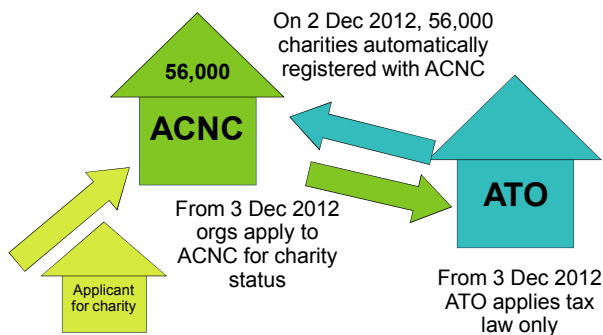 On 2 Dec 2012, 56,000
charities automatically
registered with ACNC
56,000
ACNC
ATO
From 3 Dec 2012
orgs apply to
ACNC for charity
status
Applicant
for charity
From 3 Dec 2012
ATO applies tax
law only